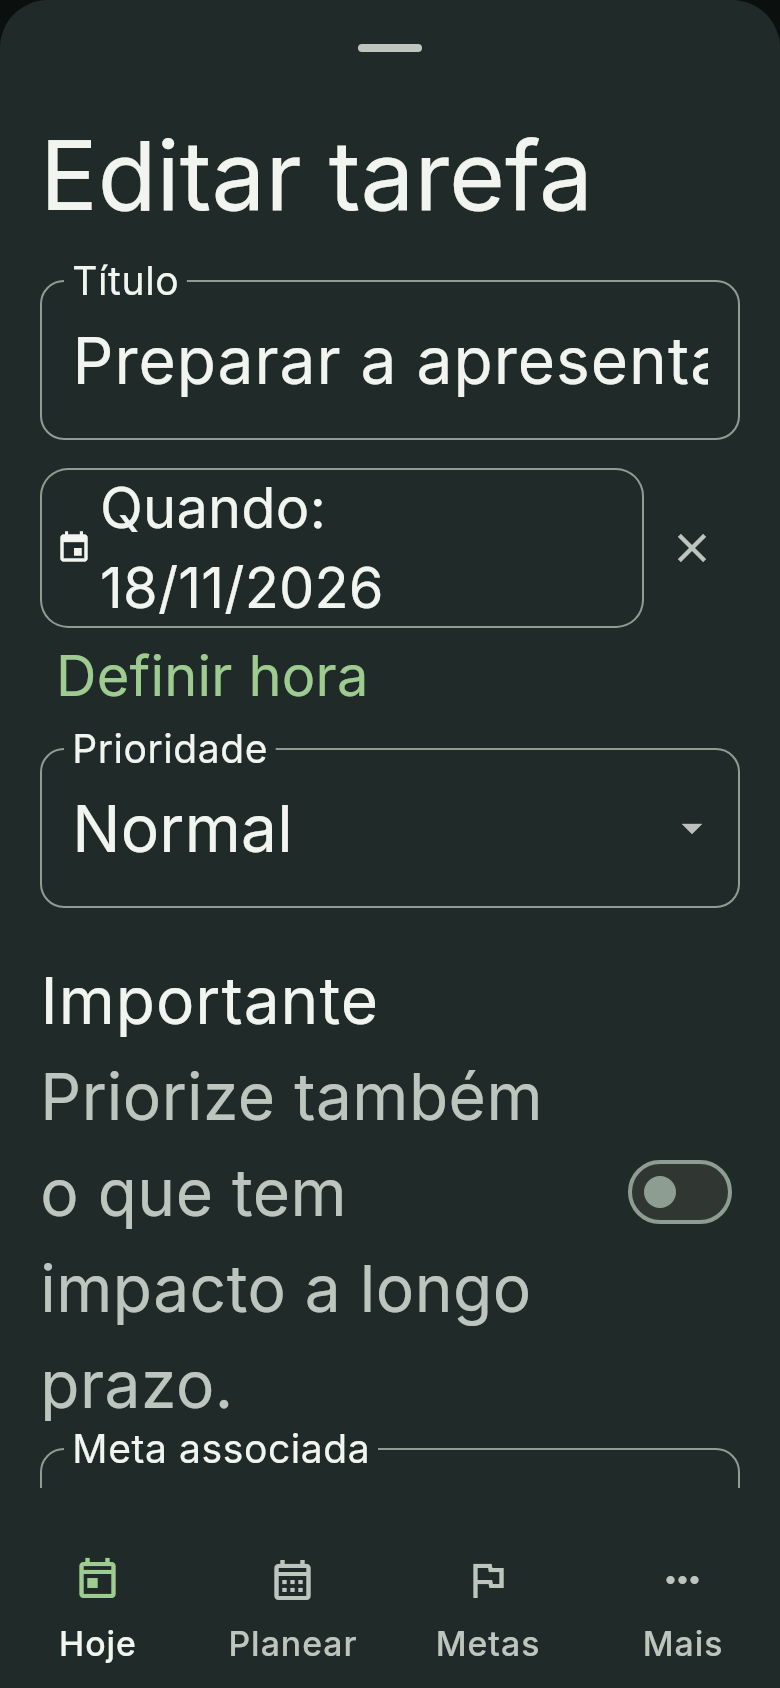 Editar tarefa
Título
Preparar a apresenta
Quando:
18/11/2026
Definir hora
Prioridade
Normal
Importante
Priorize também
o que tem
impacto a longo
prazo.
Meta associada
Hoje
Planear
Metas
Mais